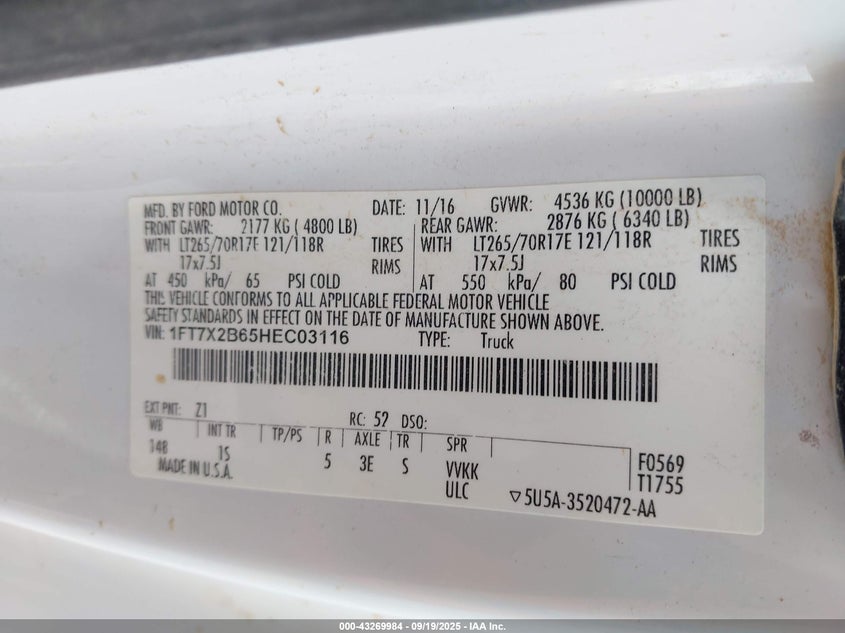 MFD. BY FORD MOTOR CO. DATE: 11/16 GVWR: 4536 KG (10000 LB)
FRONT GAWR: 2177 KG ( 4800 LB) REAR GAWR: 2876 KG ( 6340 LB)
WITH LT265/70R17E 121/118R TIRES WITH LT265/70R17E 121/118R TIRES
17x7.5J RIMS 17x7.5J RIMS
AT 450 kPa/ 65 PSI COLD AT 550 kPa/ 80 PSI COLD
THIS VEHICLE CONFORMS TO ALL APPLICABLE FEDERAL MOTOR VEHICLE
SAFETY STANDARDS IN EFFECT ON THE DATE OF MANUFACTURE SHOWN ABOVE.
VIN: 1FT7X2B65HEC03116 TYPE: Truck
EXT PNT: Z1 RC: 52 DSO:
WB INT TR TP/PS R AXLE TR SPR
148 1S 5 3E S VVKK F0569
MADE IN U.S.A. ULC T1755
▽5U5A-3520472-AA
000-43269984 - 09/19/2025 - IAA Inc.